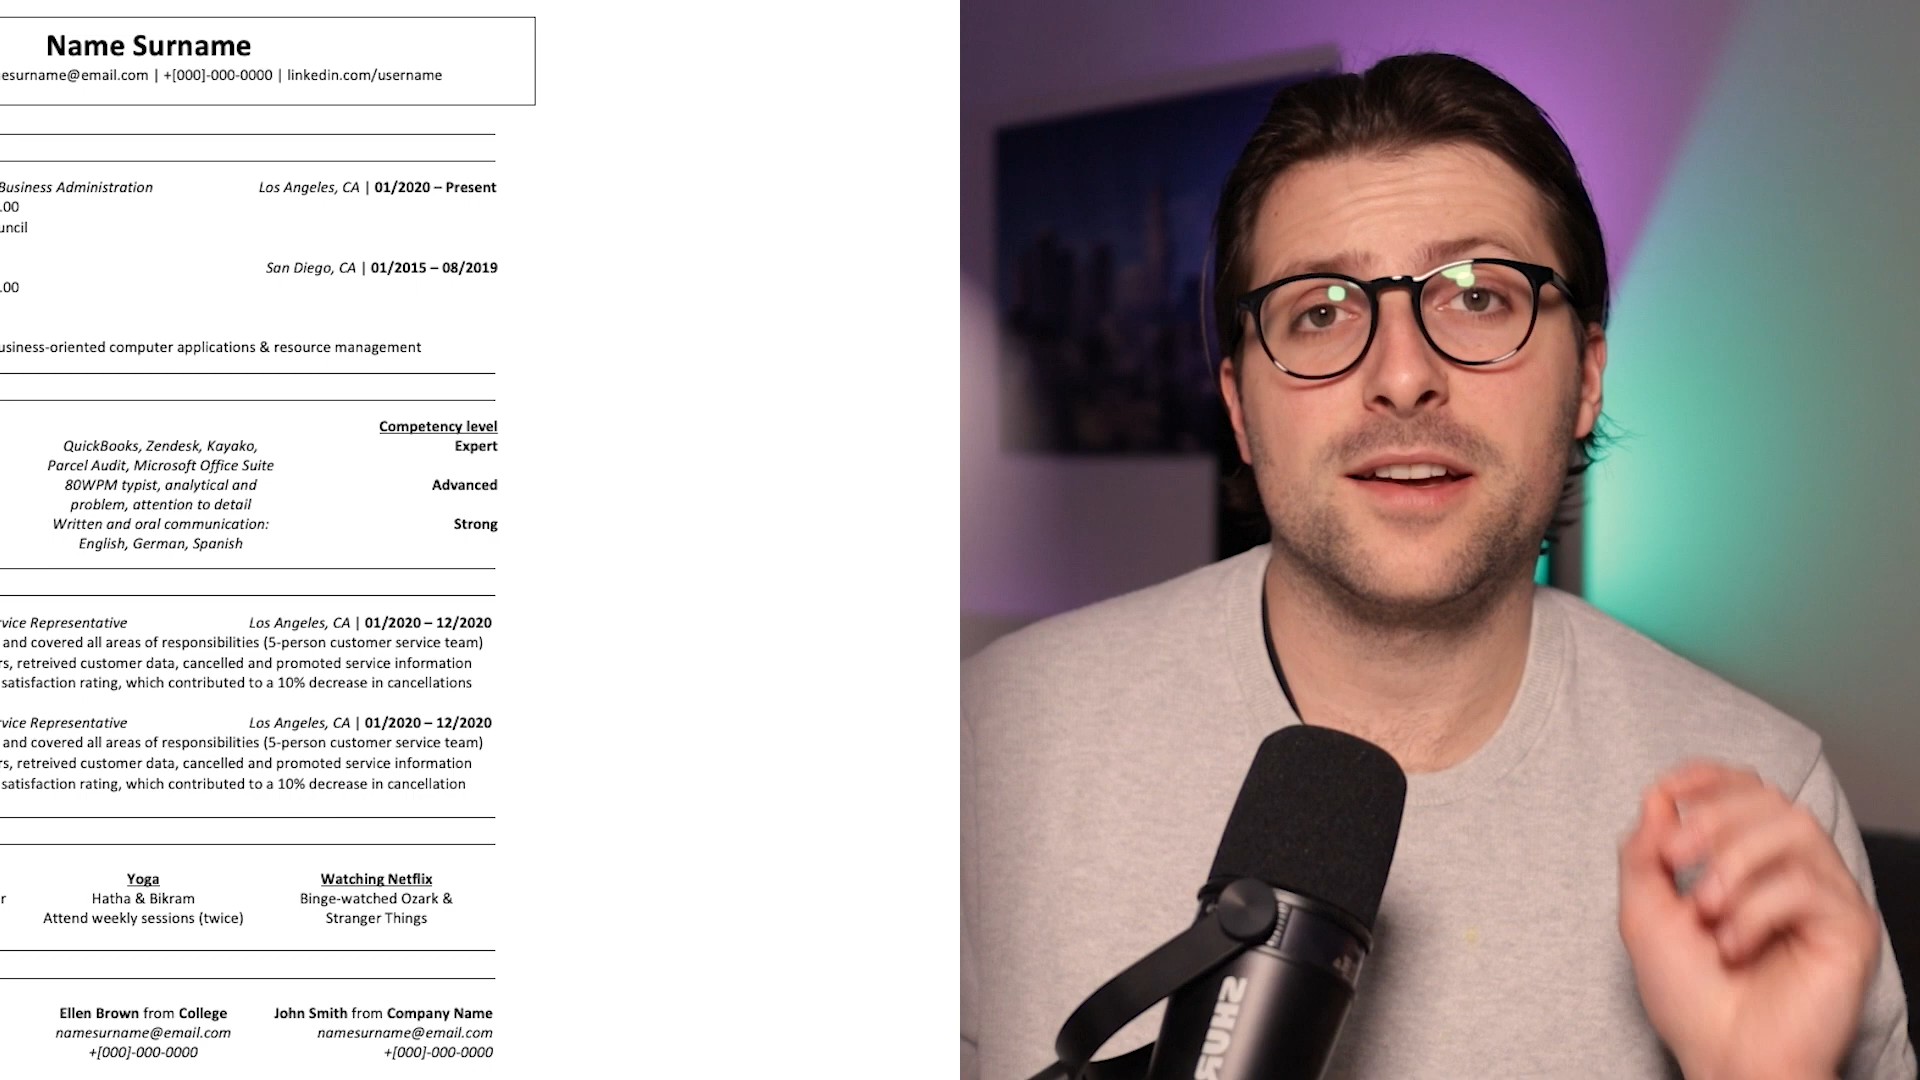 Name Surname
esurname@email.com | +[000]-000-0000 | linkedin.com/username
Business Administration Los Angeles, CA | 01/2020 – Present
.00
uncil
San Diego, CA | 01/2015 – 08/2019
.00
usiness-oriented computer applications & resource management
Competency level
QuickBooks, Zendesk, Kayako, Expert
Parcel Audit, Microsoft Office Suite
80WPM typist, analytical and Advanced
problem, attention to detail
Written and oral communication: Strong
English, German, Spanish
rvice Representative Los Angeles, CA | 01/2020 – 12/2020
and covered all areas of responsibilities (5-person customer service team)
rs, retreived customer data, cancelled and promoted service information
satisfaction rating, which contributed to a 10% decrease in cancellations
rvice Representative Los Angeles, CA | 01/2020 – 12/2020
and covered all areas of responsibilities (5-person customer service team)
rs, retreived customer data, cancelled and promoted service information
satisfaction rating, which contributed to a 10% decrease in cancellation
Yoga Watching Netflix
r Hatha & Bikram Binge-watched Ozark &
Attend weekly sessions (twice) Stranger Things
Ellen Brown from College John Smith from Company Name
namesurname@email.com namesurname@email.com
+[000]-000-0000 +[000]-000-0000
SHURE